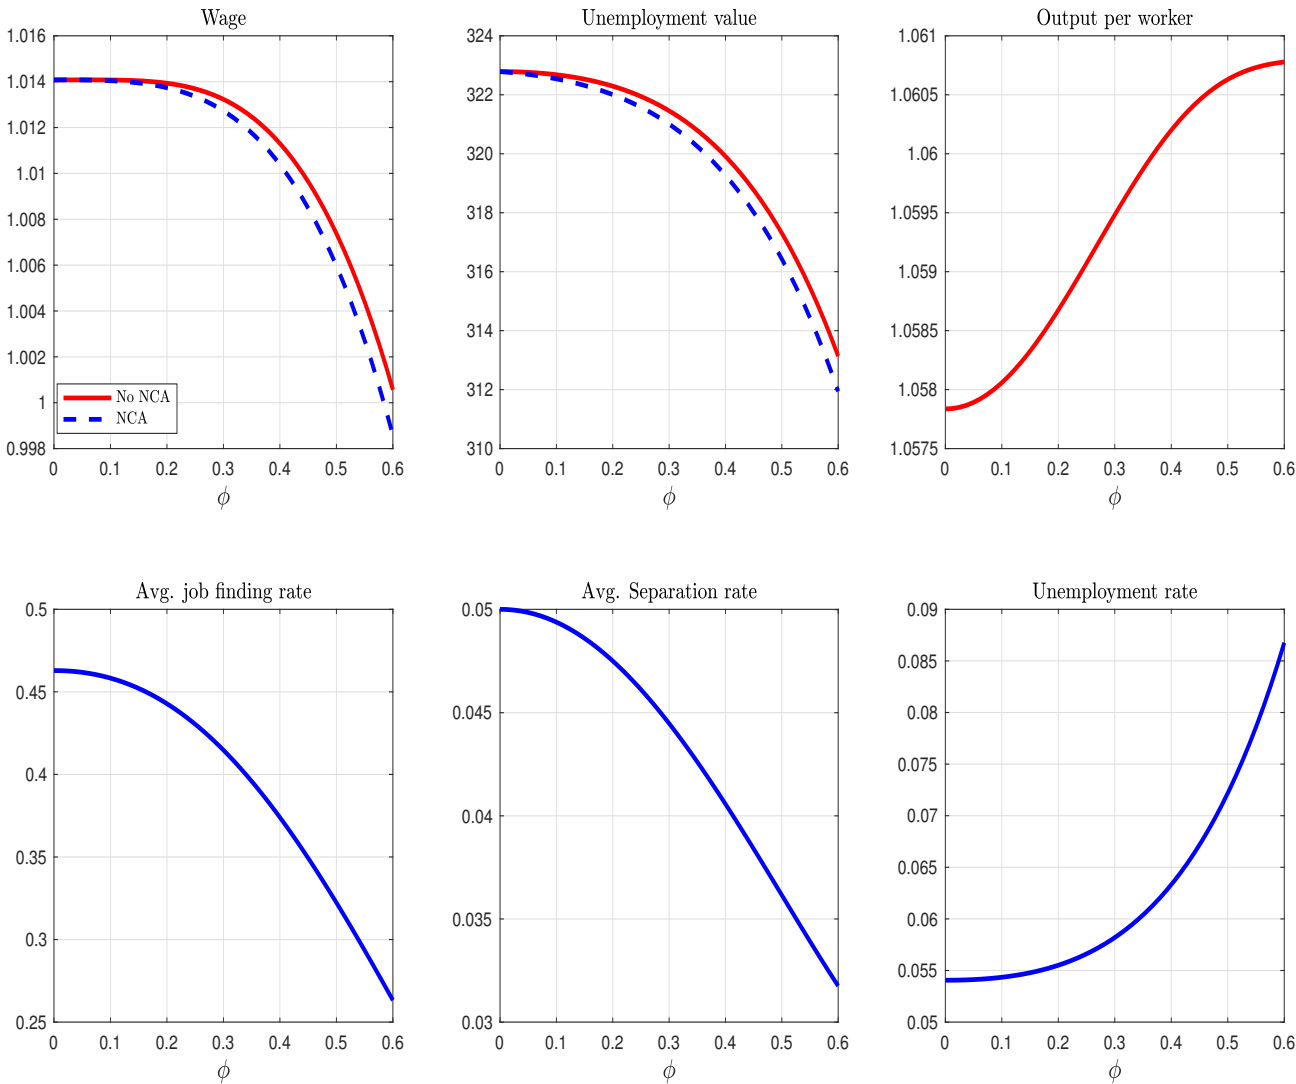 Wage
1.016
1.014
1.012
1.01
1.008
1.006
1.004
1.002
1
0.998
No NCA
NCA
0 0.1 0.2 0.3 0.4 0.5 0.6
ϕ
Unemployment value
324
322
320
318
316
314
312
310
0 0.1 0.2 0.3 0.4 0.5 0.6
ϕ
Output per worker
1.061
1.0605
1.06
1.0595
1.059
1.0585
1.058
1.0575
0 0.1 0.2 0.3 0.4 0.5 0.6
ϕ
Avg. job finding rate
0.5
0.45
0.4
0.35
0.3
0.25
0 0.1 0.2 0.3 0.4 0.5 0.6
ϕ
Avg. Separation rate
0.05
0.045
0.04
0.035
0.03
0 0.1 0.2 0.3 0.4 0.5 0.6
ϕ
Unemployment rate
0.09
0.085
0.08
0.075
0.07
0.065
0.06
0.055
0.05
0 0.1 0.2 0.3 0.4 0.5 0.6
ϕ